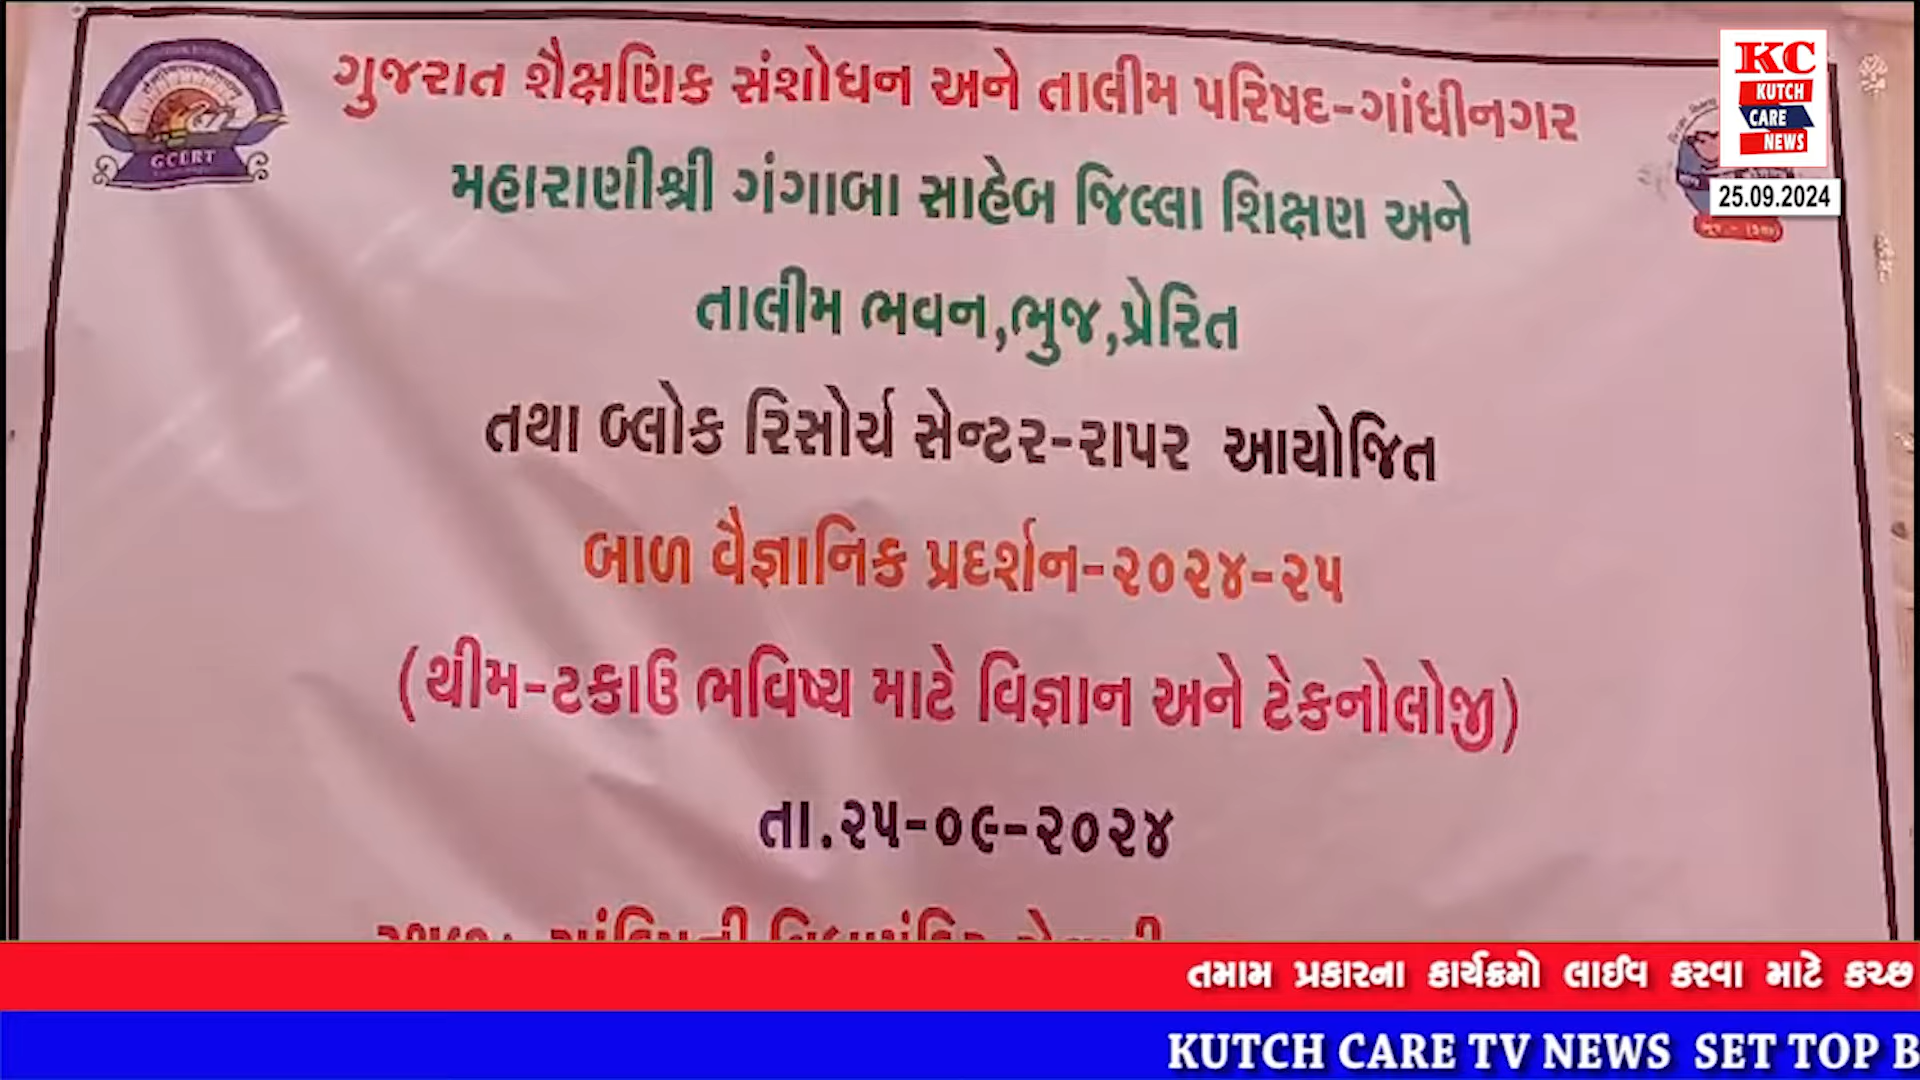 ગુજરાત શૈક્ષણિક સંશોધન અને તાલીમ પરિષદ-ગાંધીનગર
GCERT
KC
KUTCH
CARE
NEWS
25.09.2024
મહારાણીશ્રી ગંગાબા સાહેબ જિલ્લા શિક્ષણ અને
તાલીમ ભવન,ભુજ,પ્રેરિત
તથા બ્લોક રિસોર્ચ સેન્ટર-રાપર આયોજિત
બાળ વૈજ્ઞાનિક પ્રદર્શન-૨૦૨૪-૨૫
(થીમ-ટકાઉ ભવિષ્ય માટે વિજ્ઞાન અને ટેકનોલોજી)
તા.૨૫-૦૯-૨૦૨૪
તમામ પ્રકારના કાર્યક્રમો લાઈવ કરવા માટે કચ્છ
KUTCH CARE TV NEWS SET TOP B